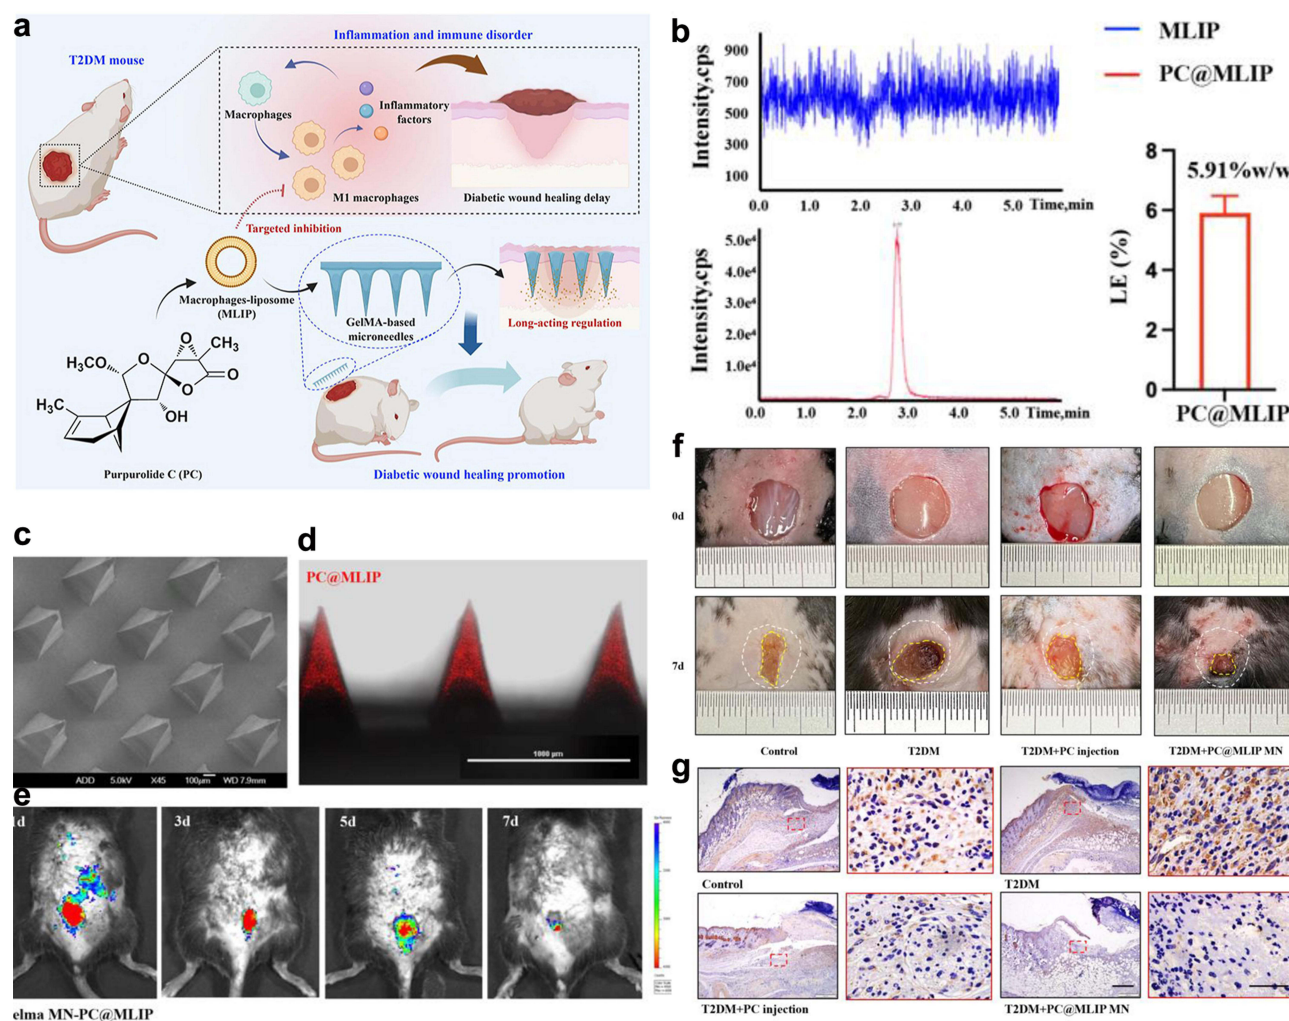 a
T2DM mouse
Inflammation and immune disorder
Macrophages
Inflammatory
factors
M1 macrophages
Diabetic wound healing delay
Targeted inhibition
Macrophages-liposome
(MLIP)
GelMA-based
microneedles
Long-acting regulation
H₃CO
O
O
CH₃
O
O
H₃C
OH
Purpurolide C (PC)
Diabetic wound healing promotion
b
MLIP
PC@MLIP
Intensity,cps
900
700
500
300
100
0.0 1.0 2.0 3.0 4.0 5.0 Time,min
Intensity,cps
5.0e⁴
4.0e⁴
3.0e⁴
2.0e⁴
1.0e⁴
0.0 1.0 2.0 3.0 4.0 5.0 Time,min
LE (%)
8
6
4
2
0
5.91%w/w
PC@MLIP
c
ADD 5.0kV X45 100µm WD 7.9mm
d
PC@MLIP
1000 µm
e
1d
3d
5d
7d
elma MN-PC@MLIP
f
0d
7d
Control
T2DM
T2DM+PC injection
T2DM+PC@MLIP MN
g
Control
T2DM
T2DM+PC injection
T2DM+PC@MLIP MN